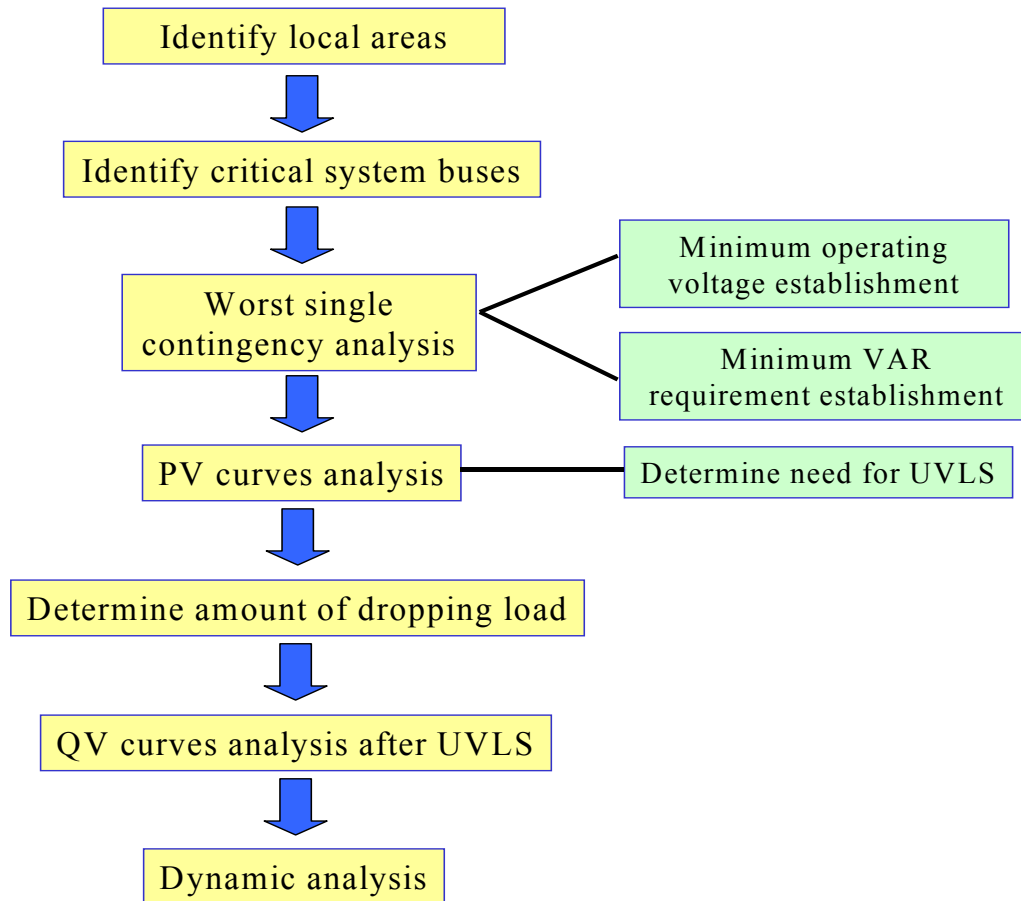 Identify local areas
Identify critical system buses
Worst single
contingency analysis
Minimum operating
voltage establishment
Minimum VAR
requirement establishment
PV curves analysis
Determine need for UVLS
Determine amount of dropping load
QV curves analysis after UVLS
Dynamic analysis